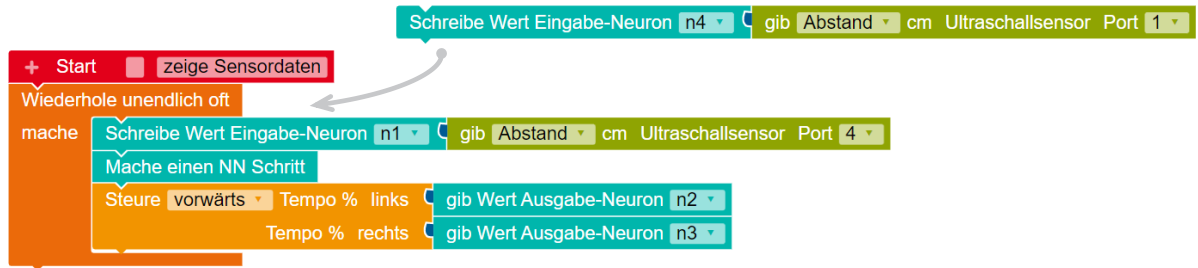 Schreibe Wert Eingabe-Neuron n4 gib Abstand cm Ultraschallsensor Port 1
+ Start zeige Sensordaten
Wiederhole unendlich oft
mache Schreibe Wert Eingabe-Neuron n1 gib Abstand cm Ultraschallsensor Port 4
Mache einen NN Schritt
Steure vorwärts Tempo % links gib Wert Ausgabe-Neuron n2
Tempo % rechts gib Wert Ausgabe-Neuron n3